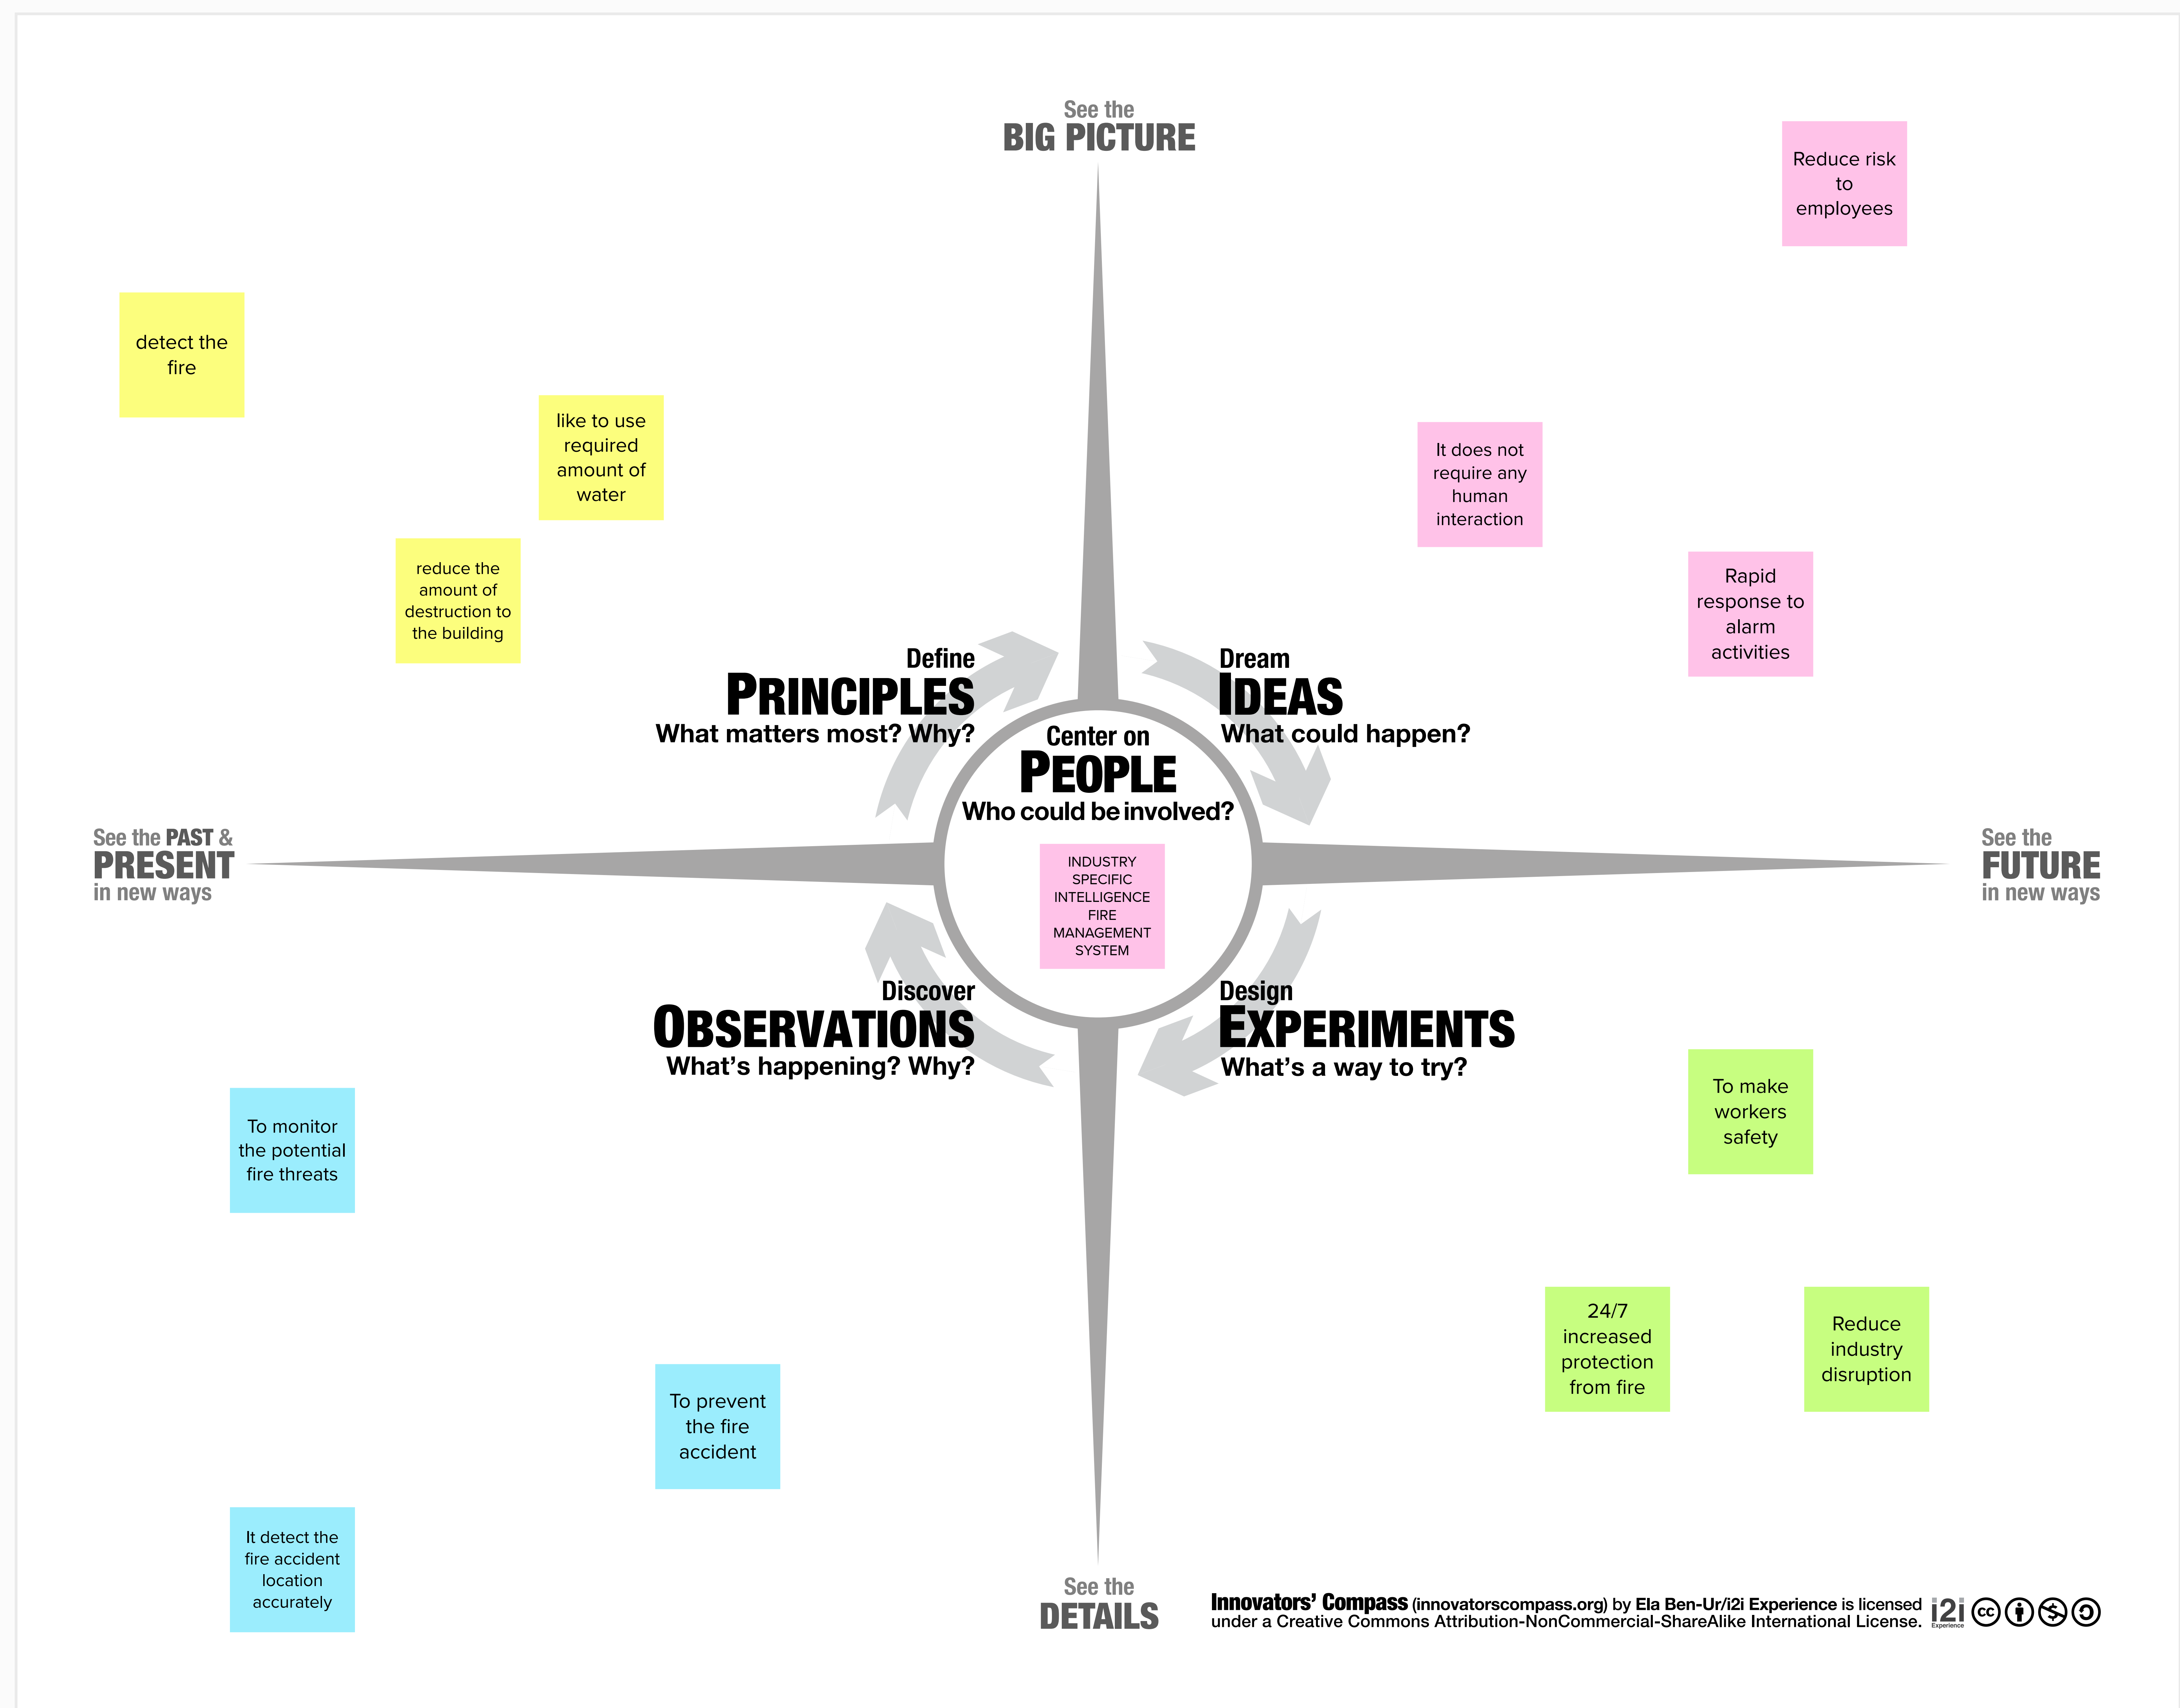 See the
BIG PICTURE
Reduce risk
to
employees
detect the
fire
like to use
required
amount of
water
reduce the
amount of
destruction to
the building
It does not
require any
human
interaction
Rapid
response to
alarm
activities
Define
PRINCIPLES
What matters most? Why?
Dream
IDEAS
What could happen?
Center on
PEOPLE
Who could be involved?
INDUSTRY
SPECIFIC
INTELLIGENCE
FIRE
MANAGEMENT
SYSTEM
See the PAST &
PRESENT
in new ways
See the
FUTURE
in new ways
Discover
OBSERVATIONS
What's happening? Why?
Design
EXPERIMENTS
What's a way to try?
To monitor
the potential
fire threats
To prevent
the fire
accident
It detect the
fire accident
location
accurately
To make
workers
safety
24/7
increased
protection
from fire
Reduce
industry
disruption
See the
DETAILS
Innovators' Compass (innovatorscompass.org) by Ela Ben-Ur/i2i Experience is licensed
under a Creative Commons Attribution-NonCommercial-ShareAlike International License.
i2i
Experience
cc